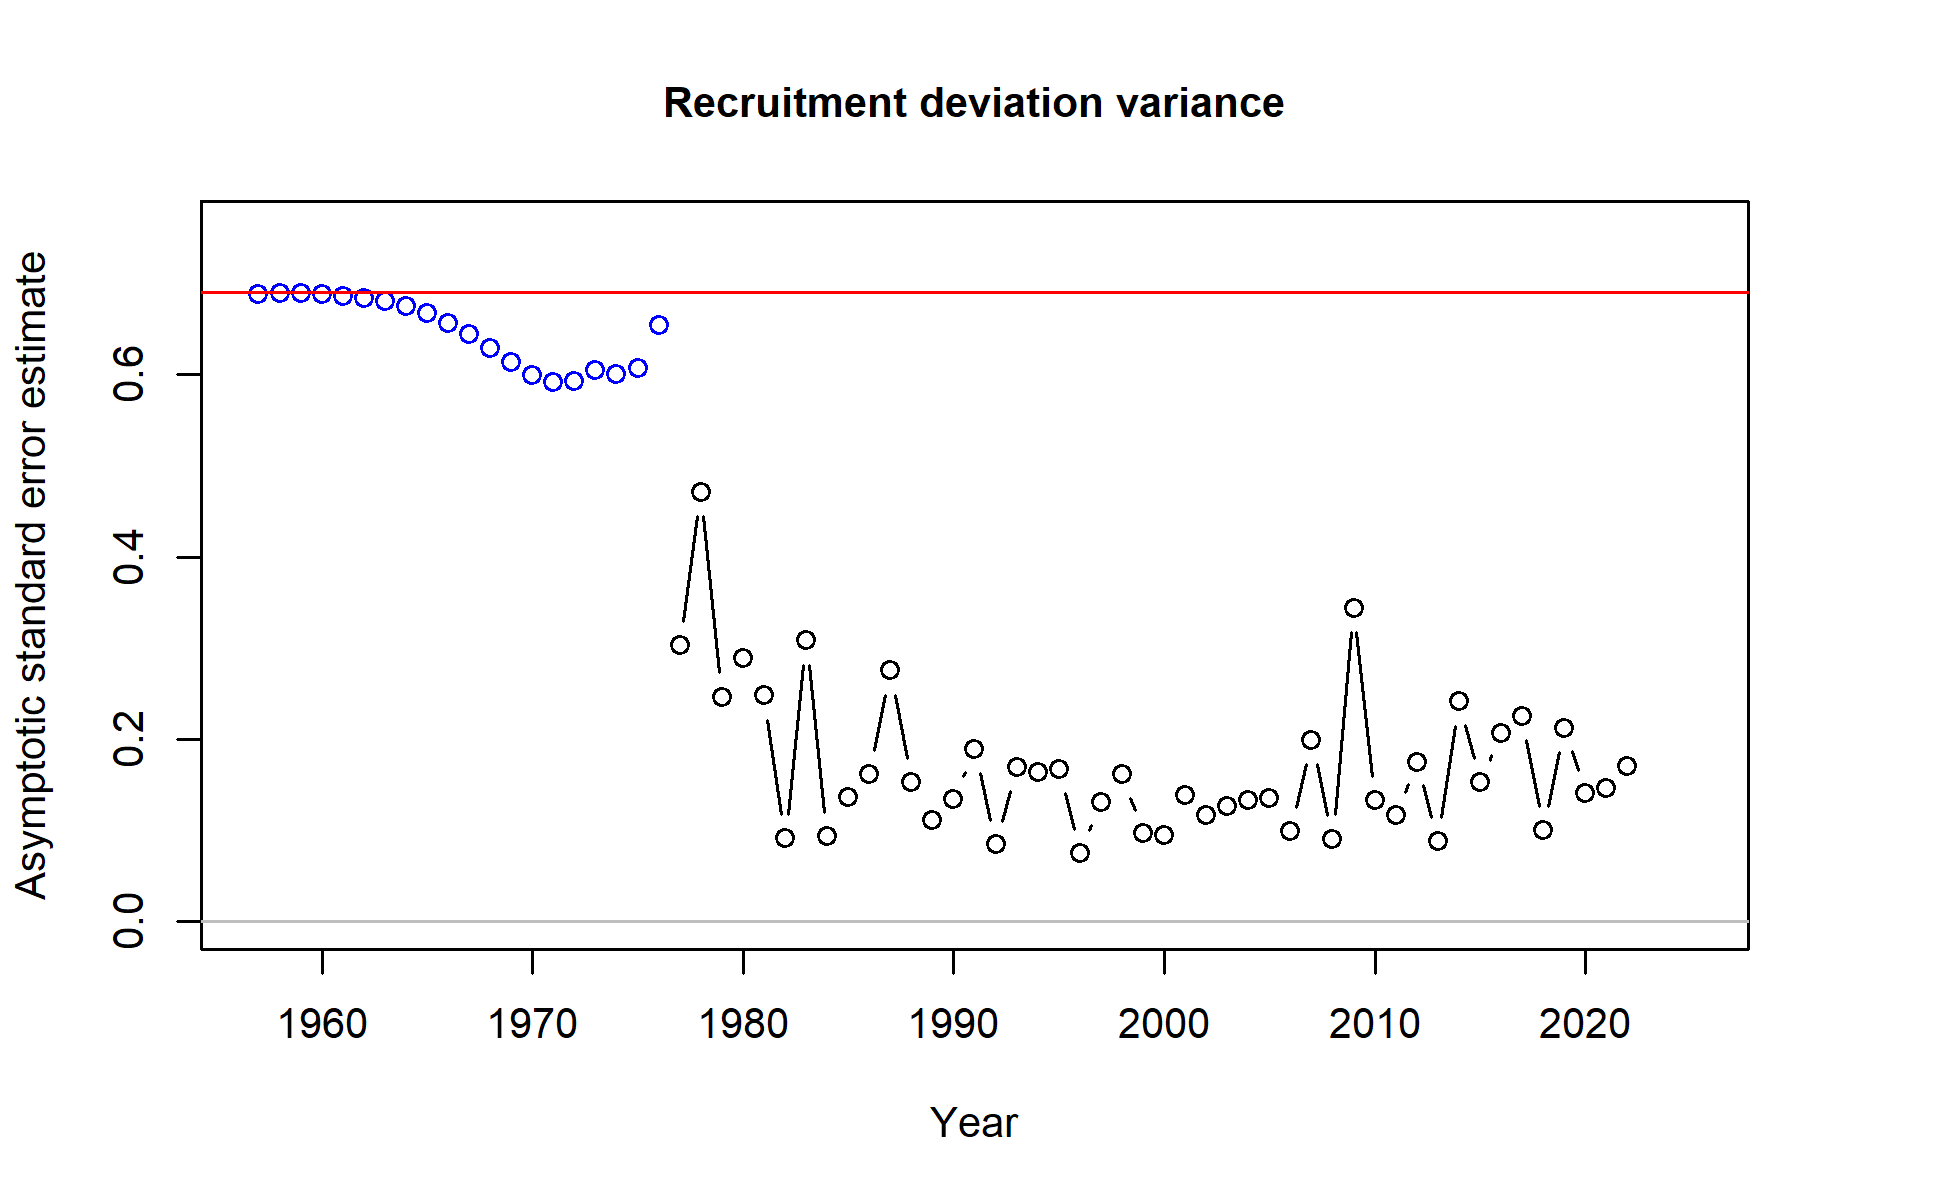 Recruitment deviation variance
Asymptotic standard error estimate
0.6
0.4
0.2
0.0
1960 1970 1980 1990 2000 2010 2020
Year